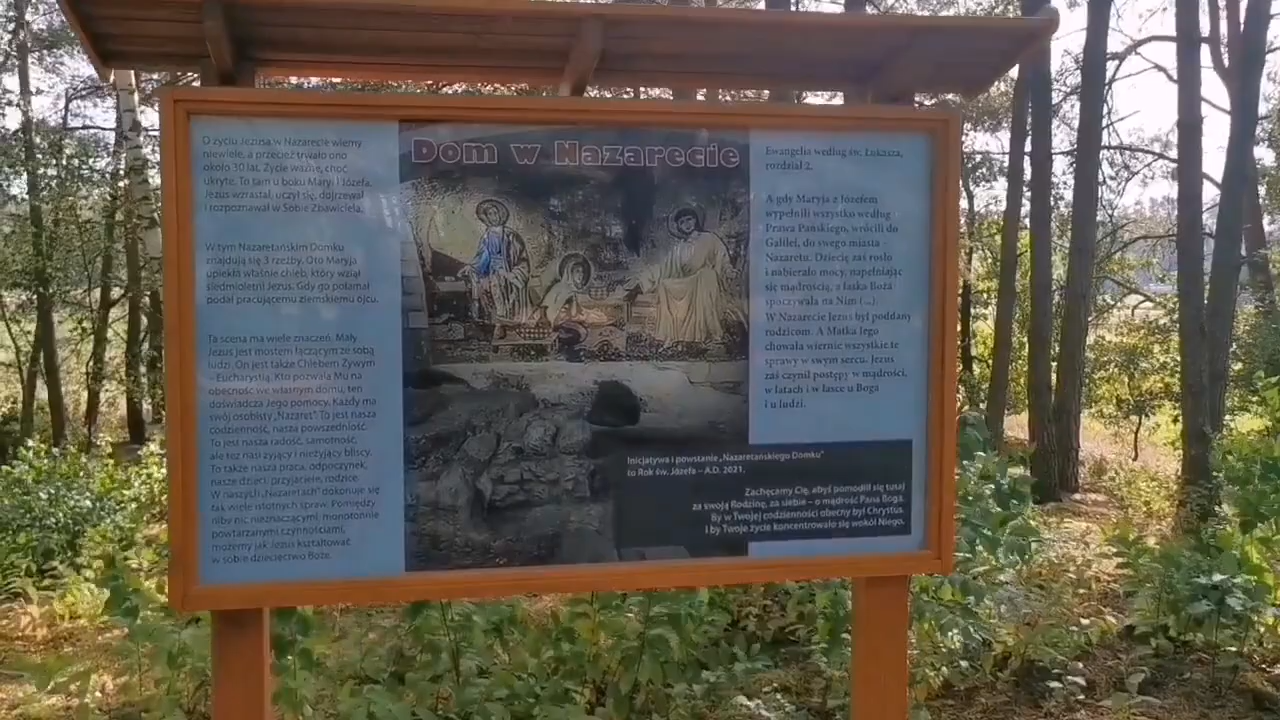 O życiu Jezusa w Nazarecie wiemy
niewiele, a przecież trwało ono
około 30 lat. Życie ważne, choć
ukryte. To tam u boku Maryi i Józefa,
Jezus wzrastał, uczył się, dojrzewał
i rozpoznawał w Sobie Zbawiciela.
W tym Nazaretańskim Domku
znajdują się 3 rzeźby. Oto Maryja
upiekła właśnie chleb, który wziął
siedmioletni Jezus. Gdy go połamał
podał pracującemu ziemskiemu ojcu.
Ta scena ma wiele znaczeń. Mały
Jezus jest mostem łączącym ze sobą
ludzi. On jest także Chlebem Żywym
– Eucharystią. Kto pozwala Mu na
obecność we własnym domu, ten
doświadcza Jego pomocy. Każdy ma
swój osobisty „Nazaret”. To jest nasza
codzienność, nasza powszedniość.
To jest nasza radość, samotność,
ale też nasi żyjący i nieżyjący bliscy.
To także nasza praca, odpoczynek,
nasze dzieci, przyjaciele, rodzice.
W naszych „Nazaretach” dokonuje się
tak wiele istotnych spraw. Pomiędzy
niby nic nieznaczącymi, monotonnie
powtarzanymi czynnościami,
możemy jak Jezus kształtować
w sobie dziecięctwo Boże.
Dom w Nazarecie
Ewangelia według św. Łukasza,
rozdział 2.
A gdy Maryja z Józefem
wypełnili wszystko według
Prawa Pańskiego, wrócili do
Galilei, do swego miasta –
Nazaretu. Dziecię zaś rosło
i nabierało mocy, napełniając
się mądrością, a łaska Boża
spoczywała na Nim (...).
W Nazarecie Jezus był poddany
rodzicom. A Matka Jego
chowała wiernie wszystkie te
sprawy w swym sercu. Jezus
zaś czynił postępy w mądrości,
w latach i w łasce u Boga
i u ludzi.
Inicjatywa i powstanie „Nazaretańskiego Domku”
to Rok św. Józefa – A.D. 2021.
Zachęcamy Cię, abyś pomodlił się tutaj
za swoją Rodzinę, za siebie – o mądrość Pana Boga.
By w Twojej codzienności obecny był Chrystus.
I by Twoje życie koncentrowało się wokół Niego.